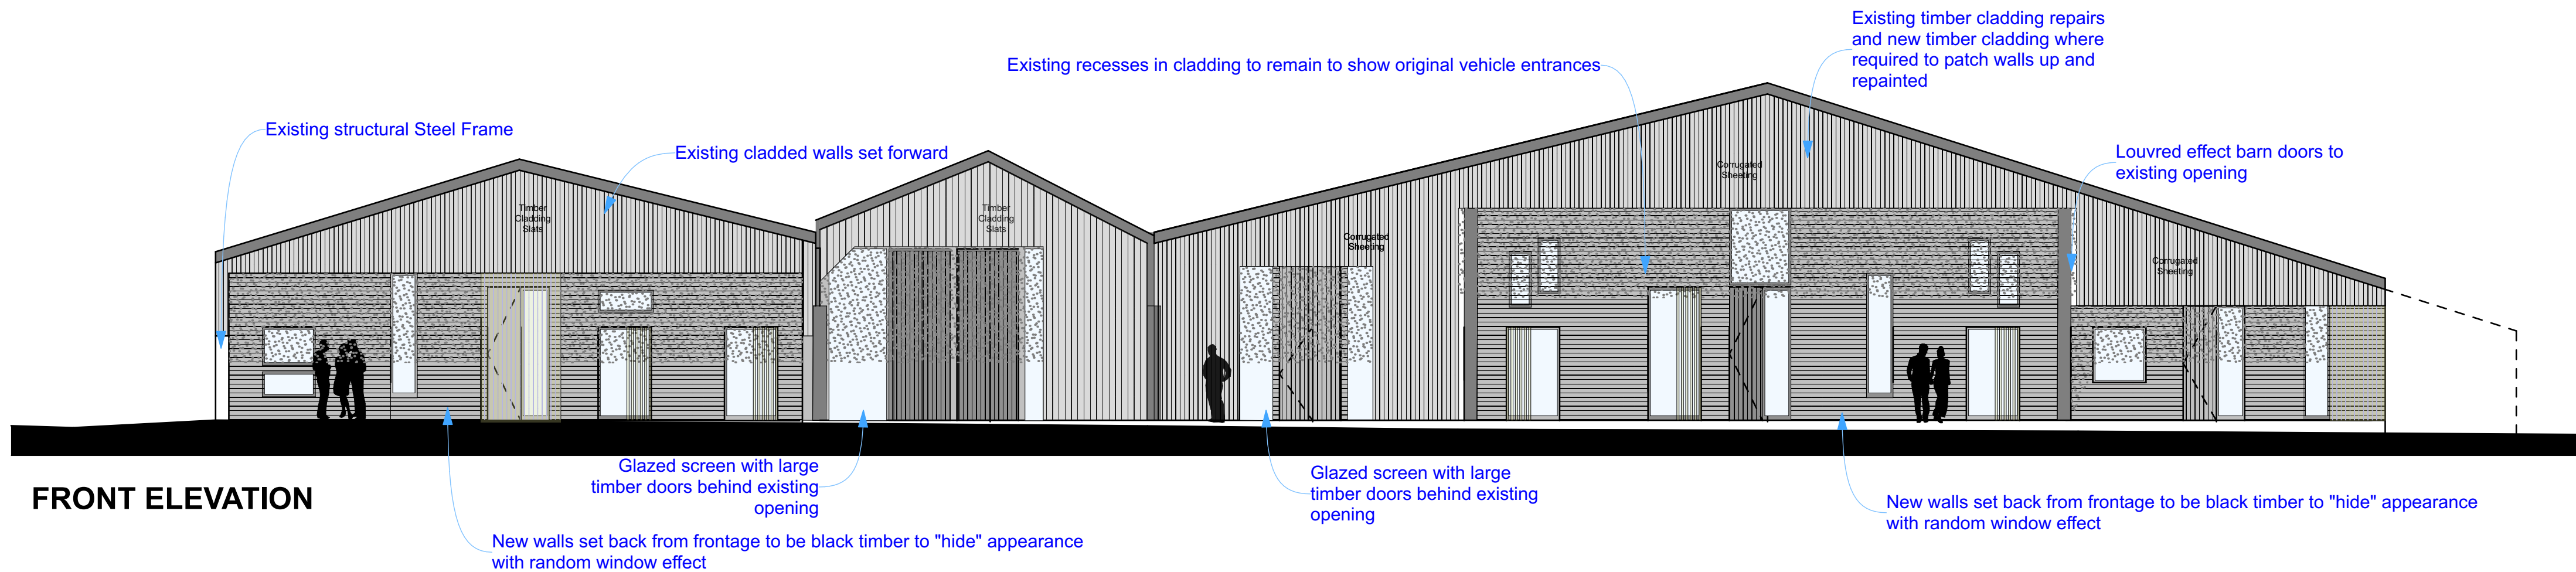 Existing timber cladding repairs
and new timber cladding where
required to patch walls up and
repainted
Existing recesses in cladding to remain to show original vehicle entrances
Existing structural Steel Frame
Existing cladded walls set forward
Louvred effect barn doors to
existing opening
Corrugated
Sheeting
Timber
Cladding
Slats
Timber
Cladding
Slats
Corrugated
Sheeting
Corrugated
Sheeting
Glazed screen with large
timber doors behind existing
opening
Glazed screen with large
timber doors behind existing
opening
FRONT ELEVATION
New walls set back from frontage to be black timber to "hide" appearance
with random window effect
New walls set back from frontage to be black timber to "hide" appearance
with random window effect